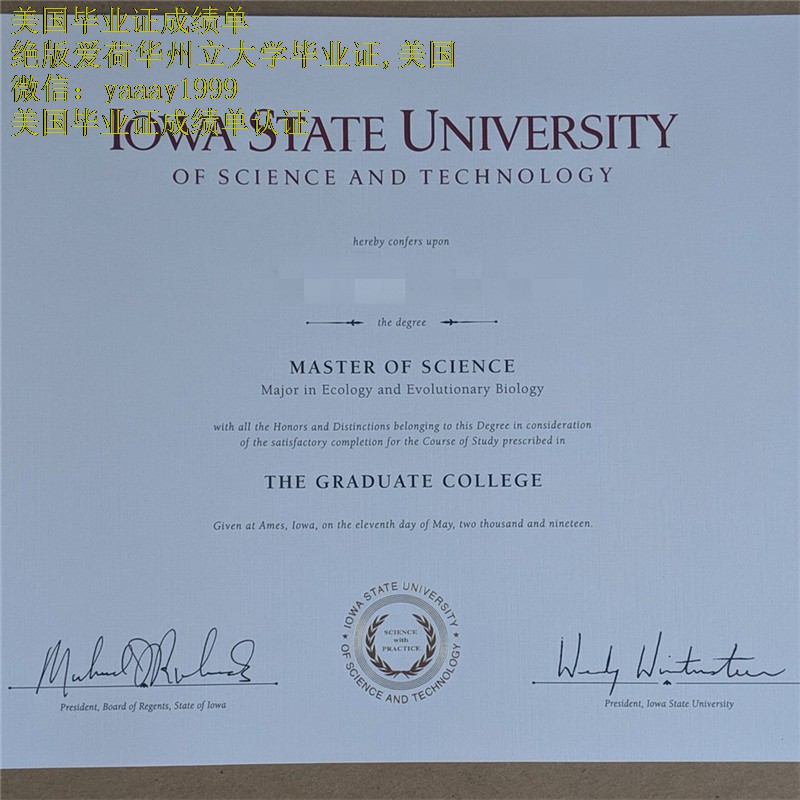 美国毕业证成绩单
绝版爱荷华州立大学毕业证,美国
微信: yaaay1999
美国毕业证成绩单认证
IOWA STATE UNIVERSITY
OF SCIENCE AND TECHNOLOGY
hereby confers upon
the degree
MASTER OF SCIENCE
Major in Ecology and Evolutionary Biology
with all the Honors and Distinctions belonging to this Degree in consideration
of the satisfactory completion for the Course of Study prescribed in
THE GRADUATE COLLEGE
Given at Ames, Iowa, on the eleventh day of May, two thousand and nineteen.
IOWA STATE UNIVERSITY
SCIENCE
with
PRACTICE
OF SCIENCE AND TECHNOLOGY
President, Board of Regents, State of Iowa
President, Iowa State University